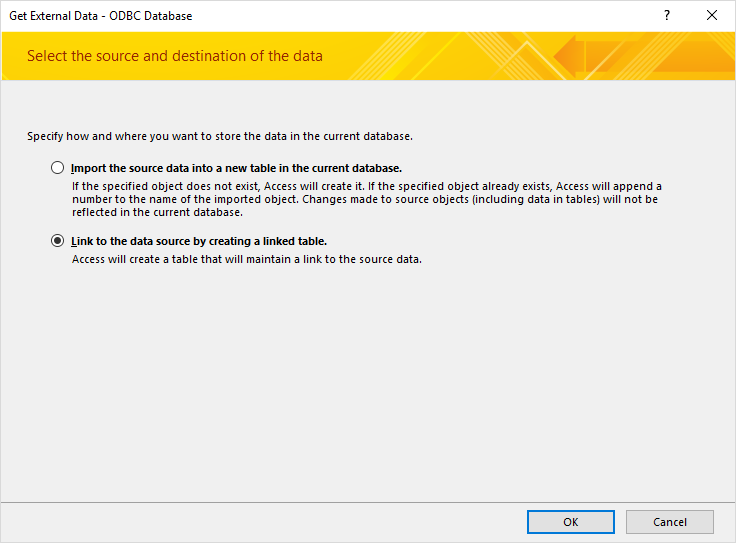 Get External Data - ODBC Database
?
Select the source and destination of the data
Specify how and where you want to store the data in the current database.
Import the source data into a new table in the current database.
If the specified object does not exist, Access will create it. If the specified object already exists, Access will append a
number to the name of the imported object. Changes made to source objects (including data in tables) will not be
reflected in the current database.
Link to the data source by creating a linked table.
Access will create a table that will maintain a link to the source data.
OK
Cancel